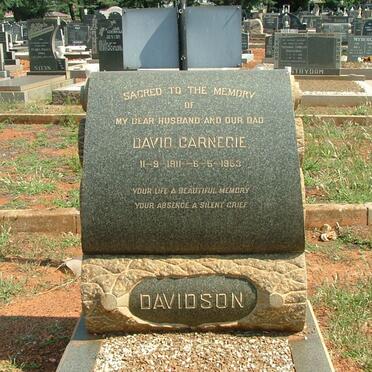 SACRED TO THE MEMORY
OF
MY DEAR HUSBAND AND OUR DAD
DAVID CARNEGIE
11-9-1911-6-5-1963
YOUR LIFE A BEAUTIFUL MEMORY
YOUR ABSENCE A SILENT GRIEF
DAVIDSON
STRYDOM